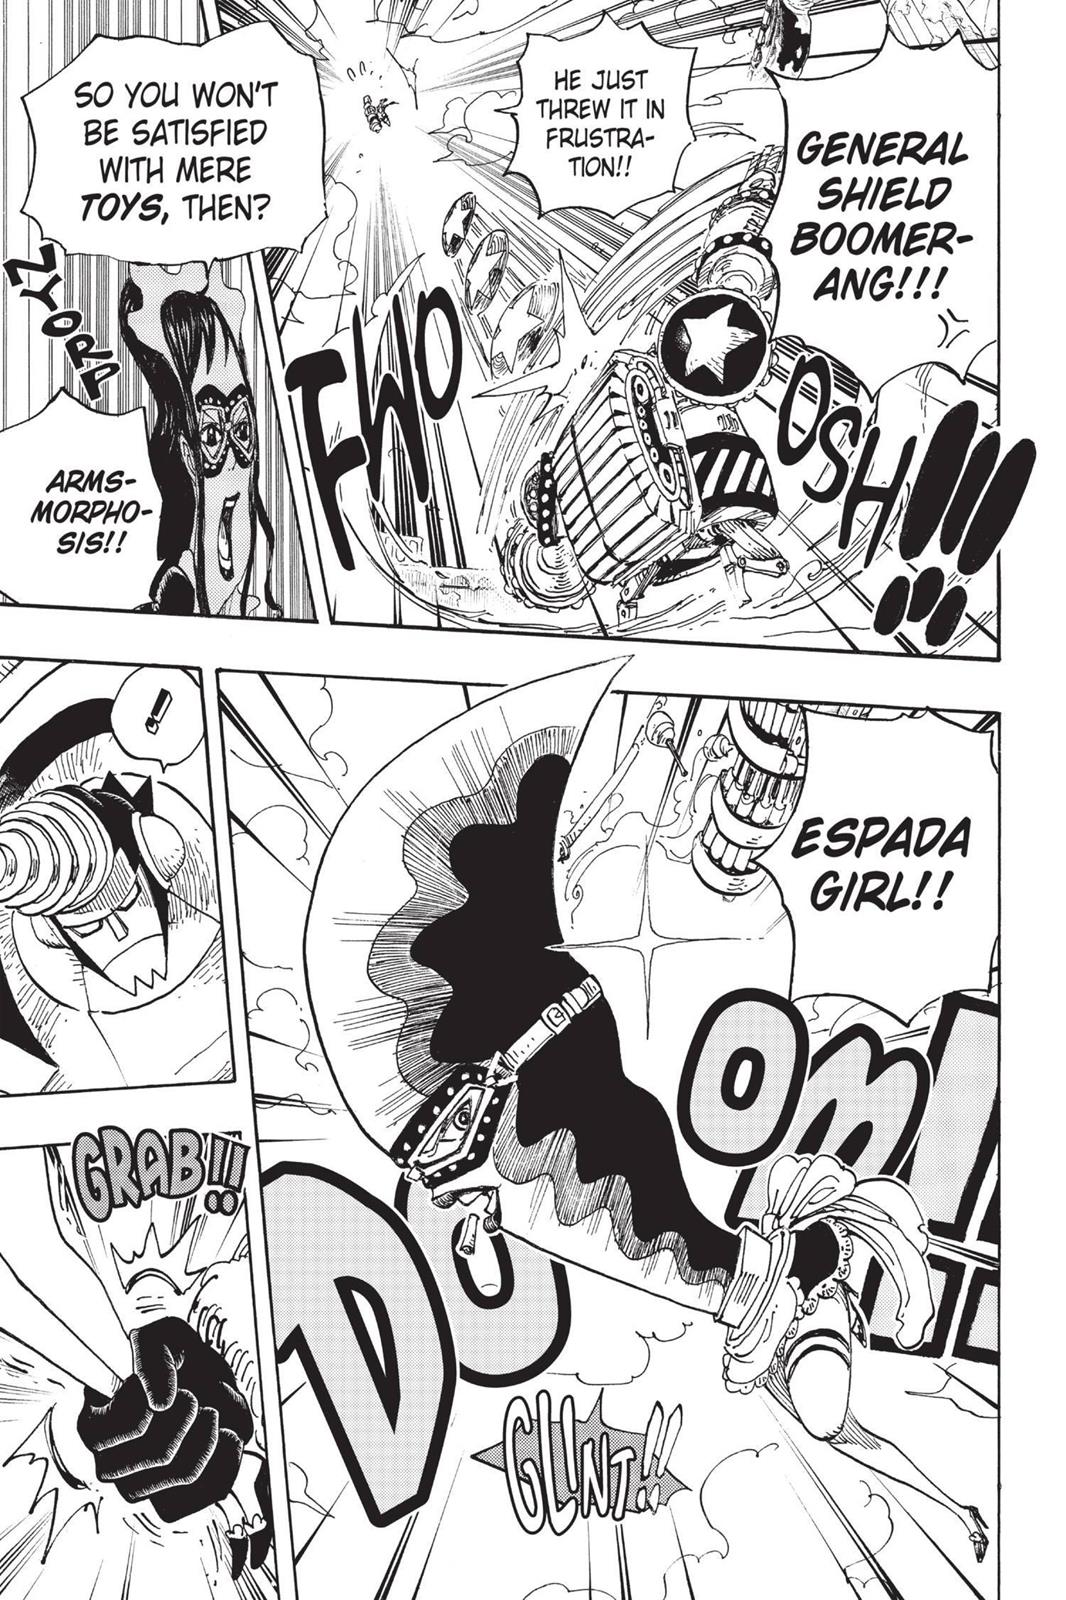 GENERAL
SHIELD
BOOMER-
ANG!!!
HE JUST
THREW IT IN
FRUSTRA-
TION!!
FWO
OSH!!!
SO YOU WON'T
BE SATISFIED
WITH MERE
TOYS, THEN?
NYORP
ARMS-
MORPHO-
SIS!!
ESPADA
GIRL!!
DOOM!!
GLINT!!
!
GRAB!!